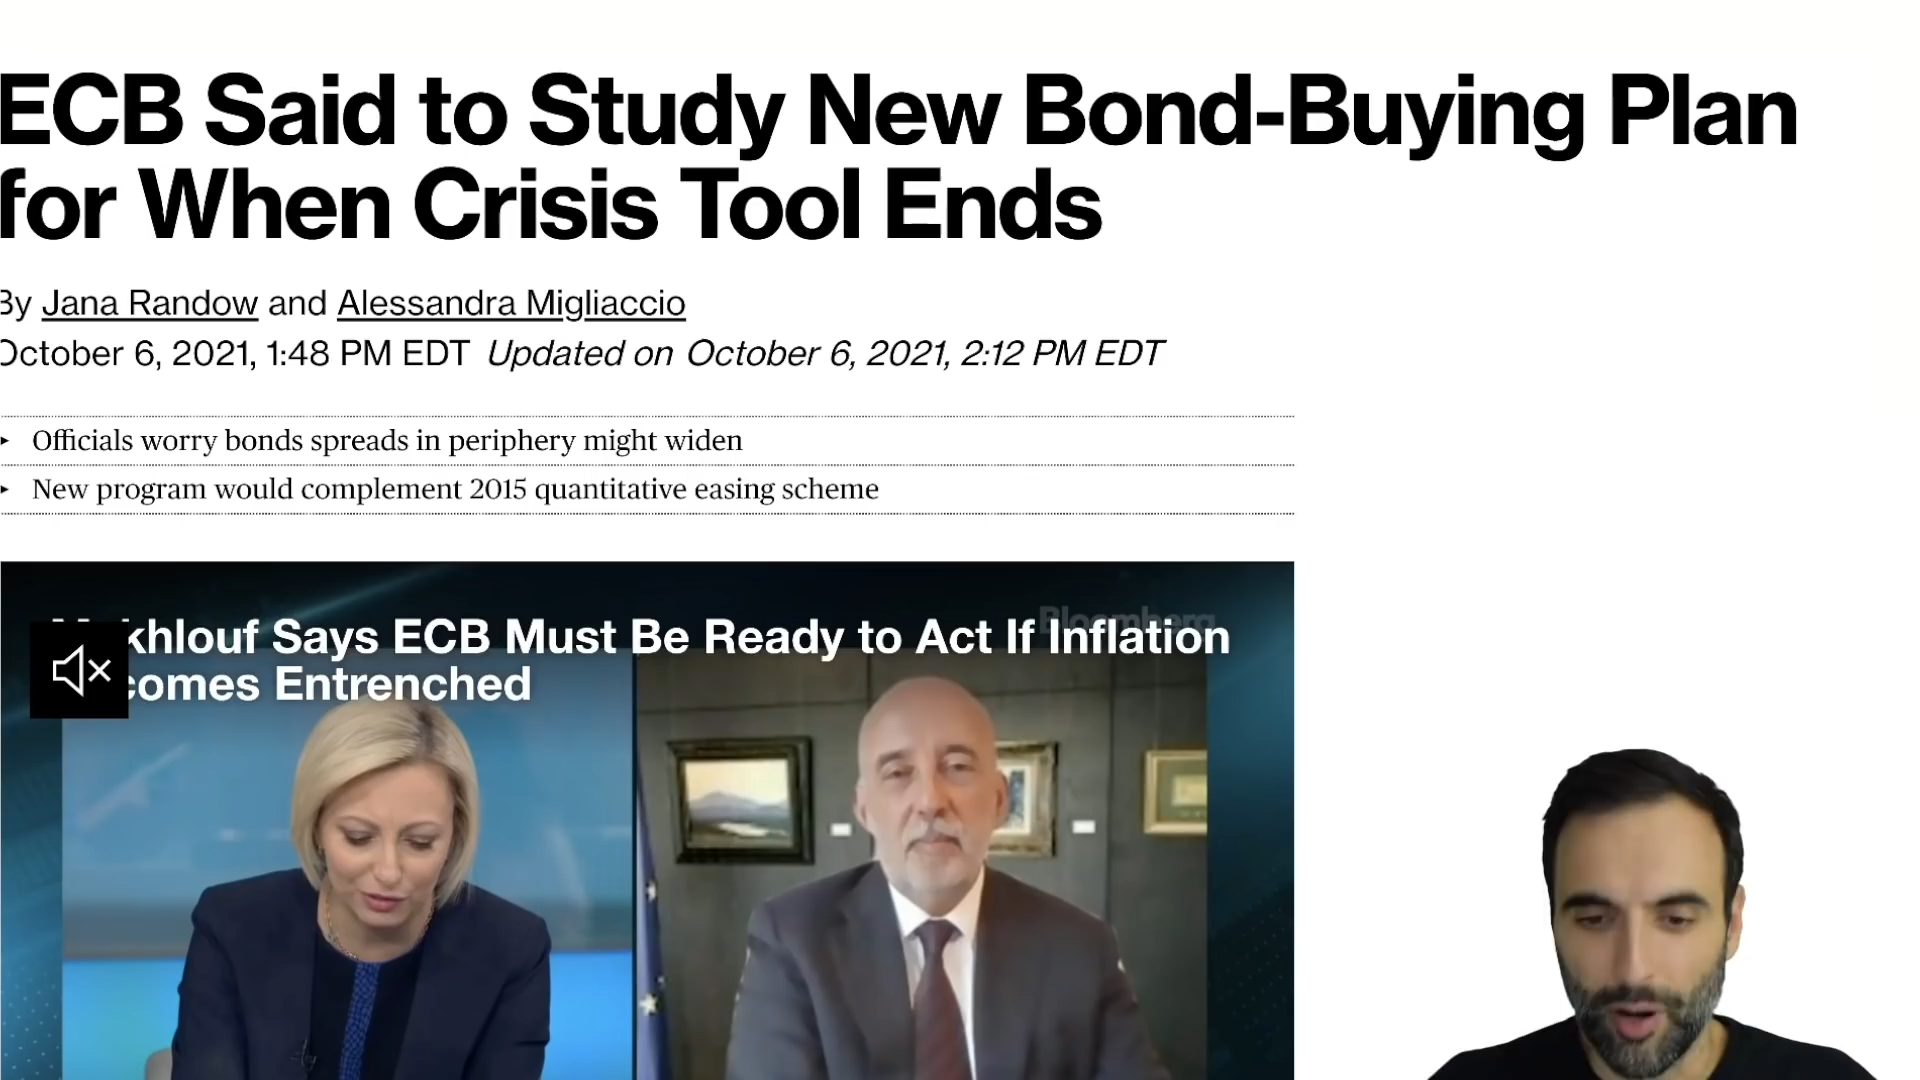 ECB Said to Study New Bond-Buying Plan
for When Crisis Tool Ends
By Jana Randow and Alessandra Migliaccio
October 6, 2021, 1:48 PM EDT Updated on October 6, 2021, 2:12 PM EDT
Officials worry bonds spreads in periphery might widen
New program would complement 2015 quantitative easing scheme
Bloomberg
Makhlouf Says ECB Must Be Ready to Act If Inflation
comes Entrenched